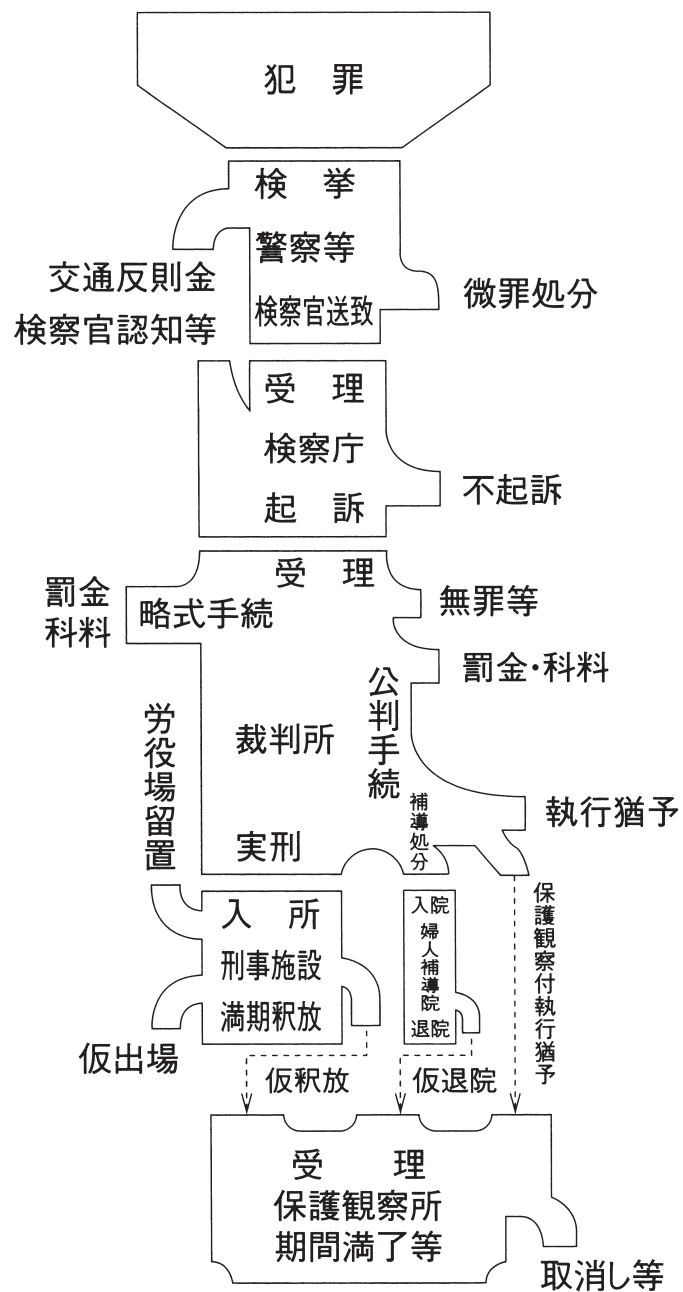 犯　罪
検　挙
警察等
交通反則金
検察官送致
微罪処分
検察官認知等
受　理
検察庁
不起訴
起　訴
受　理
罰金
科料
略式手続
無罪等
罰金・科料
公判手続
労役場留置
裁判所
補導処分
執行猶予
実刑
入　所
入院
保護観察付執行猶予
婦人補導院
刑事施設
満期釈放
退院
仮出場
仮釈放
仮退院
受　理
保護観察所
期間満了等
取消し等